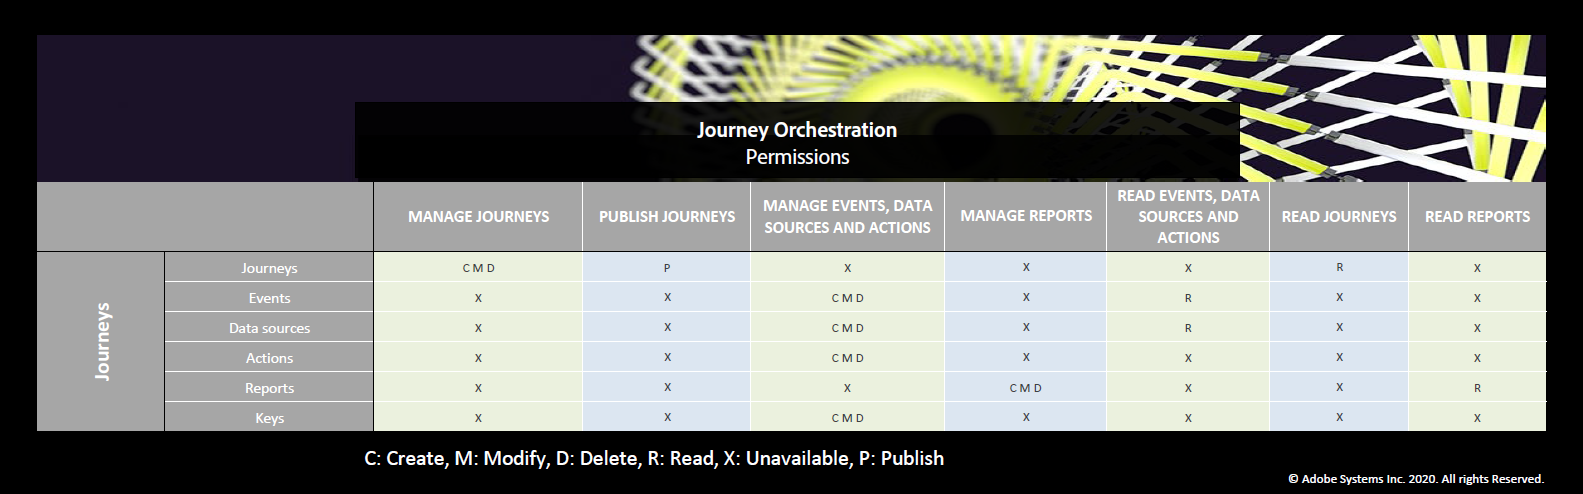 Journey Orchestration
Permissions
MANAGE JOURNEYS PUBLISH JOURNEYS MANAGE EVENTS, DATA SOURCES AND ACTIONS MANAGE REPORTS READ EVENTS, DATA SOURCES AND ACTIONS READ JOURNEYS READ REPORTS
Journeys
Journeys C M D P X X X R X
Events X X C M D X R X X
Data sources X X C M D X R X X
Actions X X C M D X X X X
Reports X X X C M D X X R
Keys X X C M D X X X X
C: Create, M: Modify, D: Delete, R: Read, X: Unavailable, P: Publish
© Adobe Systems Inc. 2020. All rights Reserved.